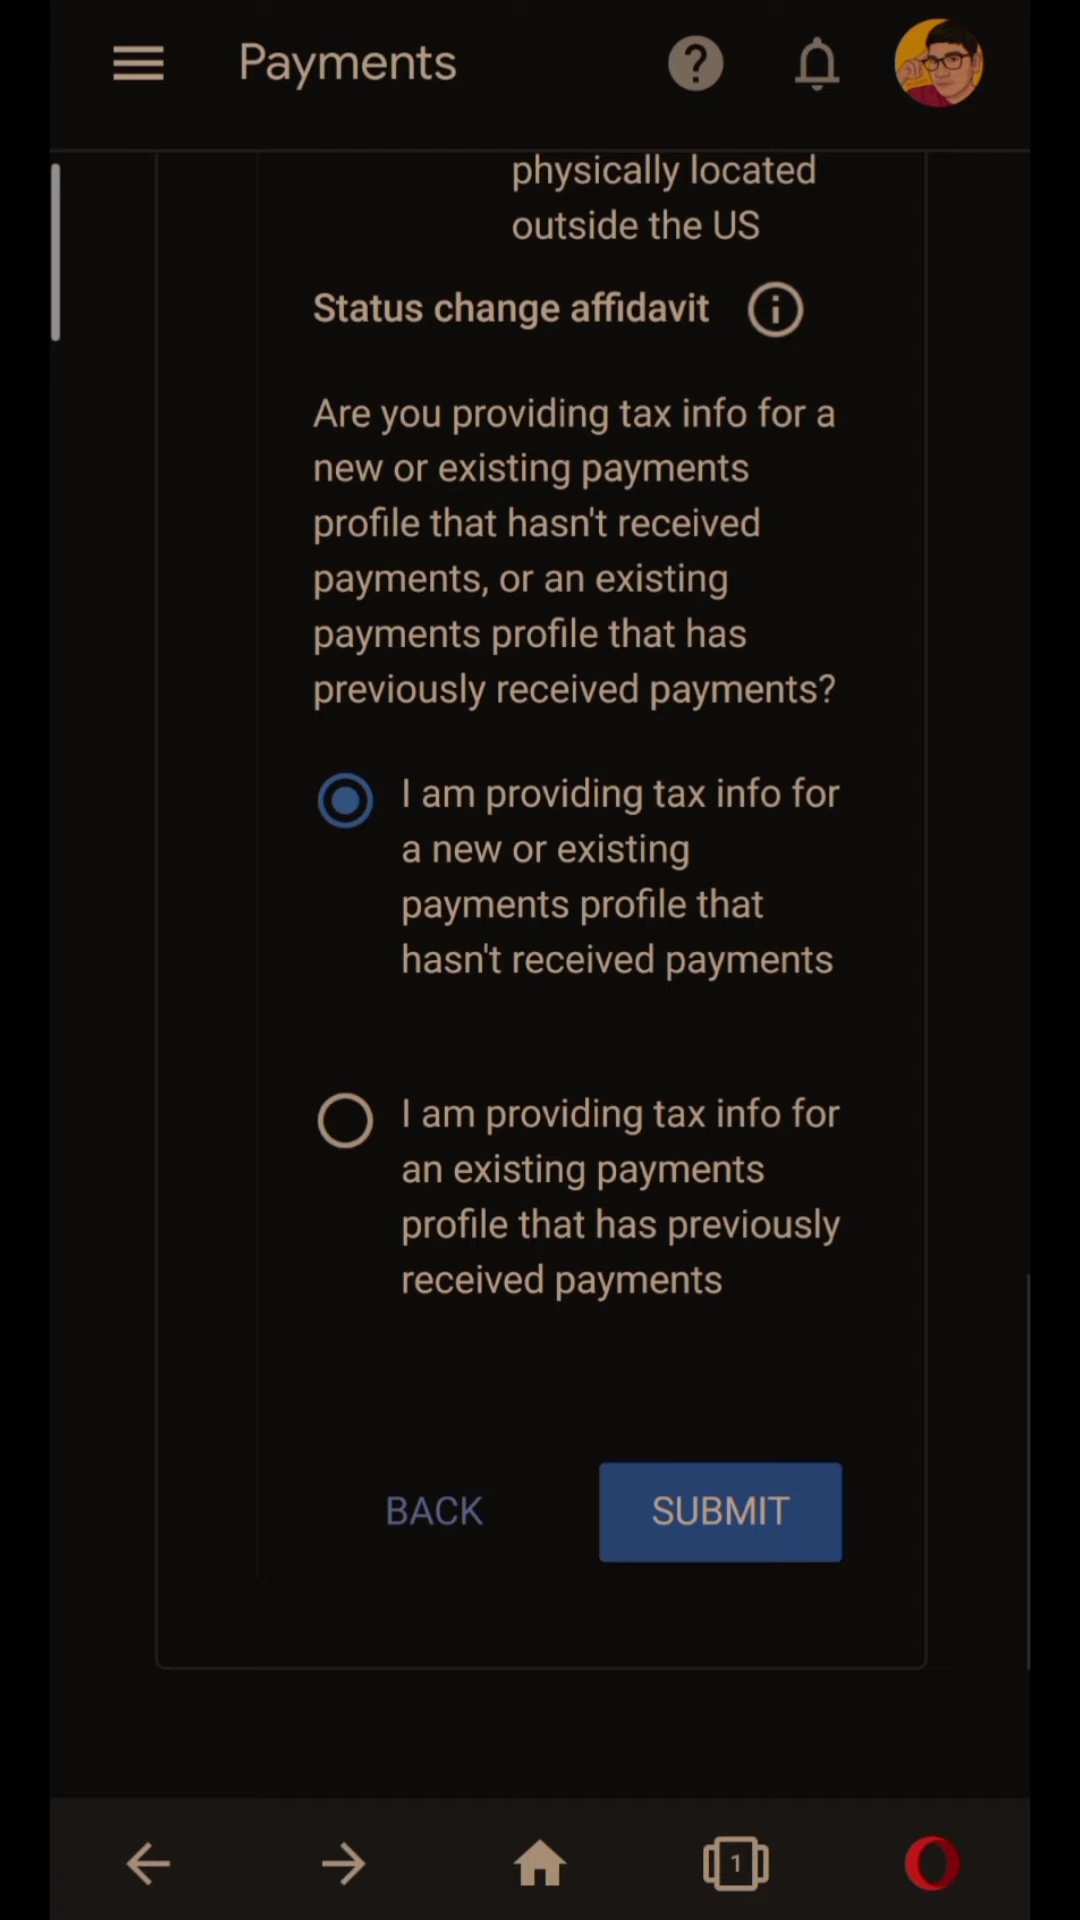 Payments
physically located
outside the US
Status change affidavit
Are you providing tax info for a
new or existing payments
profile that hasn't received
payments, or an existing
payments profile that has
previously received payments?
I am providing tax info for
a new or existing
payments profile that
hasn't received payments
I am providing tax info for
an existing payments
profile that has previously
received payments
BACK
SUBMIT
1